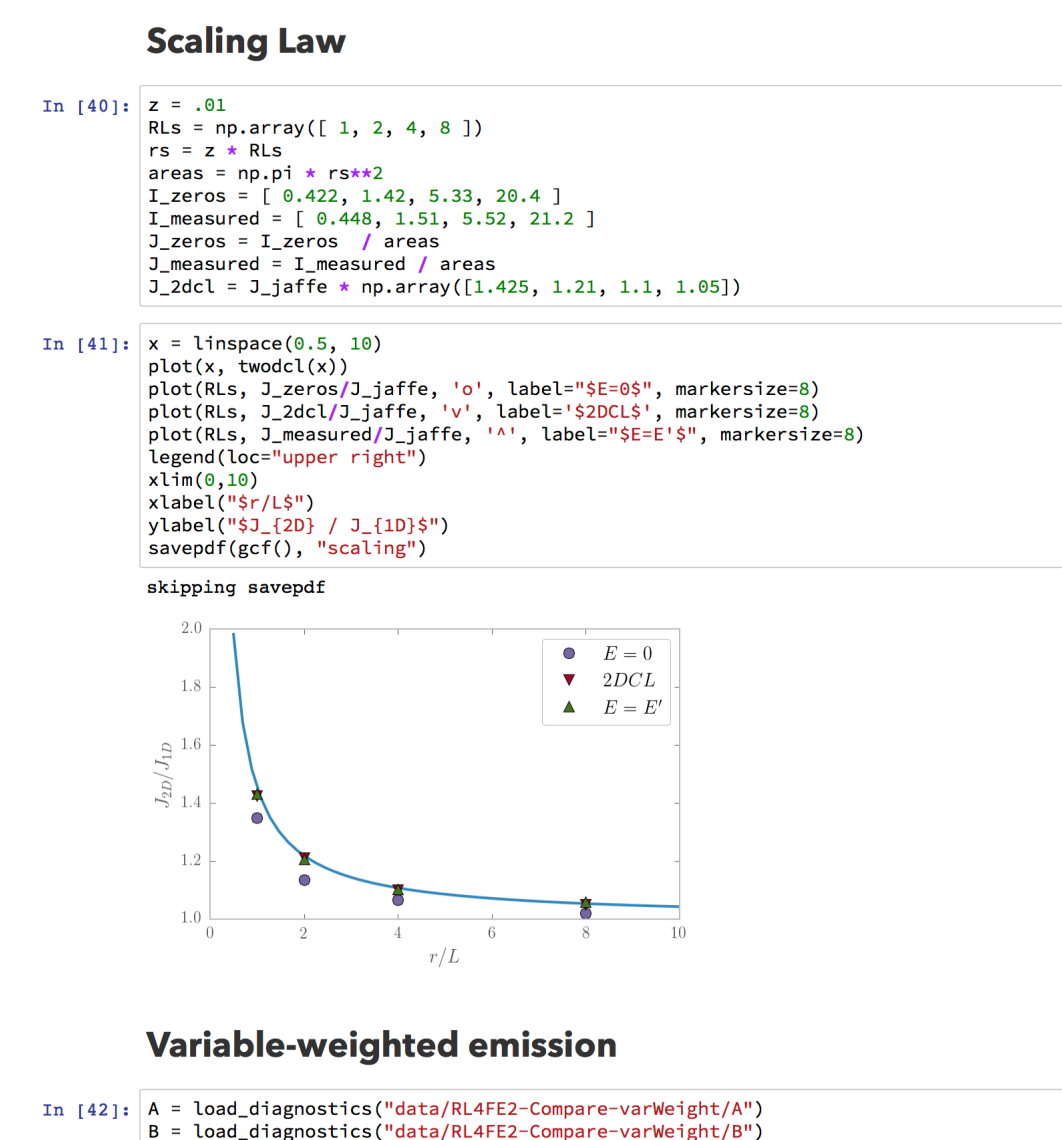 Scaling Law
In [40]:
z = .01
RLs = np.array([ 1, 2, 4, 8 ])
rs = z * RLs
areas = np.pi * rs**2
I_zeros = [ 0.422, 1.42, 5.33, 20.4 ]
I_measured = [ 0.448, 1.51, 5.52, 21.2 ]
J_zeros = I_zeros  / areas
J_measured = I_measured / areas
J_2dcl = J_jaffe * np.array([1.425, 1.21, 1.1, 1.05])
In [41]:
x = linspace(0.5, 10)
plot(x, twodcl(x))
plot(RLs, J_zeros/J_jaffe, 'o', label="$E=0$", markersize=8)
plot(RLs, J_2dcl/J_jaffe, 'v', label='$2DCL$', markersize=8)
plot(RLs, J_measured/J_jaffe, '^', label="$E=E'$", markersize=8)
legend(loc="upper right")
xlim(0,10)
xlabel("$r/L$")
ylabel("$J_{2D} / J_{1D}$")
savepdf(gcf(), "scaling")
skipping savepdf
2.0
1.8
1.6
1.4
1.2
1.0
J2D/J1D
E = 0
2DCL
E = E′
0 2 4 6 8 10
r/L
Variable-weighted emission
In [42]:
A = load_diagnostics("data/RL4FE2-Compare-varWeight/A")
B = load_diagnostics("data/RL4FE2-Compare-varWeight/B")